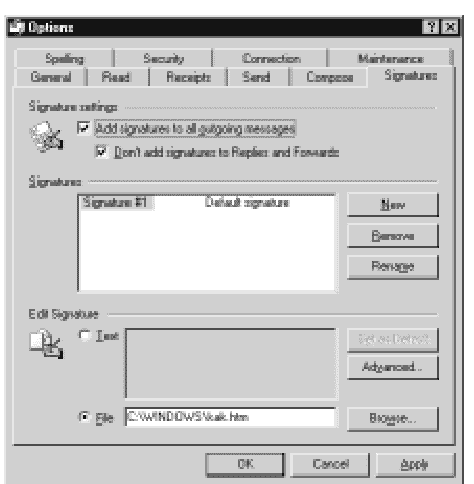 Options
Spelling Security Connection Maintenance
General Read Receipts Send Compose Signatures
Signature settings
Add signatures to all outgoing messages
Don't add signatures to Replies and Forwards
Signatures
Signature #1 Default signature
New
Remove
Rename
Edit Signature
Text
Set as Default
Advanced...
File C:\WINDOWS\kaik.htm Browse...
OK Cancel Apply